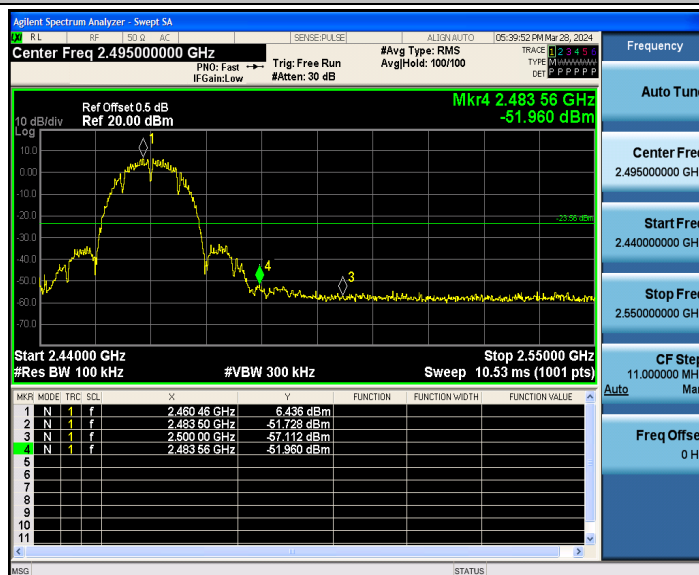 Agilent Spectrum Analyzer - Swept SA
LXI RL RF 50 Ω AC SENSE:PULSE ALIGN AUTO 05:39:52 PM Mar 28, 2024
Center Freq 2.495000000 GHz
PNO: Fast
IFGain:Low
Trig: Free Run
#Atten: 30 dB
#Avg Type: RMS
Avg|Hold: 100/100
TRACE 1 2 3 4 5 6
TYPE M W W W W W
DET P P P P P P
Mkr4 2.483 56 GHz
-51.960 dBm
Ref Offset 0.5 dB
10 dB/div Ref 20.00 dBm
Log
10.0
0.00
-10.0
-20.0
-30.0
-40.0
-50.0
-60.0
-70.0
1
4
3
-23.56 dBm
Start 2.44000 GHz Stop 2.55000 GHz
#Res BW 100 kHz #VBW 300 kHz Sweep 10.53 ms (1001 pts)
MKR MODE TRC SCL X Y FUNCTION FUNCTION WIDTH FUNCTION VALUE
1 N 1 f 2.460 46 GHz 6.436 dBm
2 N 1 f 2.483 50 GHz -51.728 dBm
3 N 1 f 2.500 00 GHz -57.112 dBm
4 N 1 f 2.483 56 GHz -51.960 dBm
5
6
7
8
9
10
11
MSG STATUS
Frequency
Auto Tun
Center Fre
2.495000000 GH
Start Fre
2.440000000 GH
Stop Fre
2.550000000 GH
CF Step
11.000000 MH
Auto Ma
Freq Offse
0 H